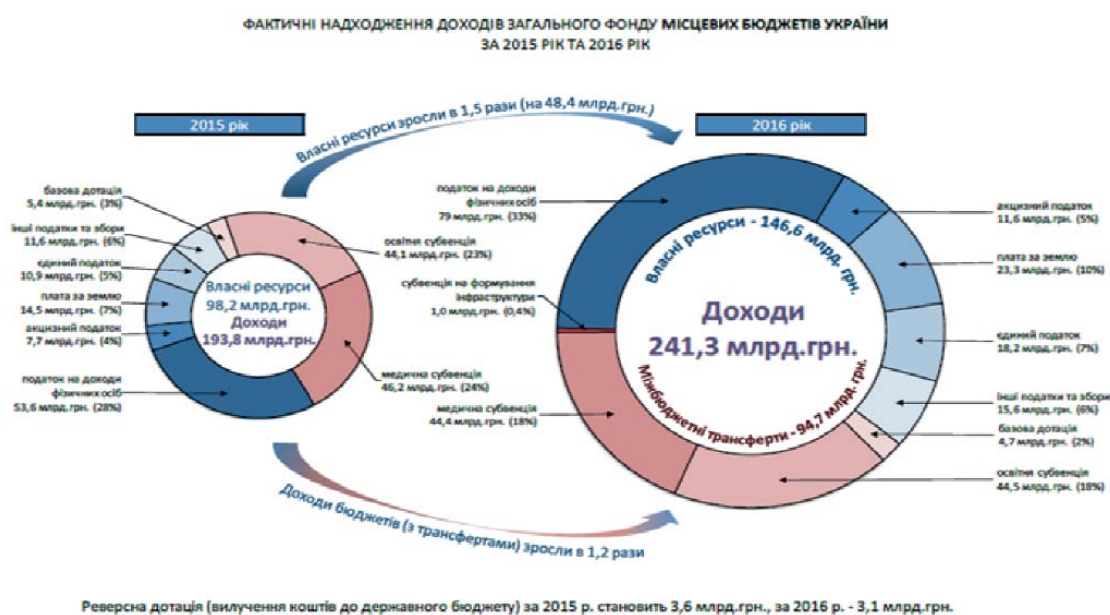 ФАКТИЧНІ НАДХОДЖЕННЯ ДОХОДІВ ЗАГАЛЬНОГО ФОНДУ МІСЦЕВИХ БЮДЖЕТІВ УКРАЇНИ
ЗА 2015 РІК ТА 2016 РІК
Власні ресурси зросли в 1,5 рази (на 48,4 млрд.грн.)
2015 рік
базова дотація
5,4 млрд.грн. (3%)
інші податки та збори
11,6 млрд.грн. (6%)
єдиний податок
10,9 млрд.грн. (5%)
плата за землю
14,5 млрд.грн. (7%)
акцизний податок
7,7 млрд.грн. (4%)
податок на доходи
фізичних осіб
53,6 млрд.грн. (28%)
освітня субвенція
44,1 млрд.грн. (23%)
медична субвенція
46,2 млрд.грн. (24%)
Власні ресурси
98,2 млрд.грн.
Доходи
193,8 млрд.грн.
2016 рік
податок на доходи
фізичних осіб
79 млрд.грн. (33%)
субвенція на формування
інфраструктури
1,0 млрд.грн. (0,4%)
медична субвенція
44,4 млрд.грн. (18%)
Власні ресурси - 146,6 млрд. грн.
Доходи
241,3 млрд.грн.
Міжбюджетні трансферти - 94,7 млрд. грн.
акцизний податок
11,6 млрд.грн. (5%)
плата за землю
23,3 млрд.грн. (10%)
єдиний податок
18,2 млрд.грн. (7%)
інші податки та збори
15,6 млрд.грн. (6%)
базова дотація
4,7 млрд.грн. (2%)
освітня субвенція
44,5 млрд.грн. (18%)
Доходи бюджетів (з трансфертами) зросли в 1,2 рази
Реверсна дотація (вилучення коштів до державного бюджету) за 2015 р. становить 3,6 млрд.грн., за 2016 р. - 3,1 млрд.грн.